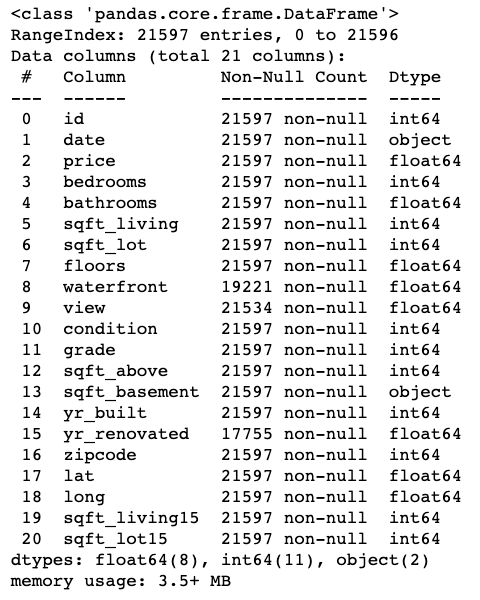 <class 'pandas.core.frame.DataFrame'>
RangeIndex: 21597 entries, 0 to 21596
Data columns (total 21 columns):
 #   Column         Non-Null Count  Dtype
---  ------         --------------  -----
 0   id             21597 non-null  int64
 1   date           21597 non-null  object
 2   price          21597 non-null  float64
 3   bedrooms       21597 non-null  int64
 4   bathrooms      21597 non-null  float64
 5   sqft_living    21597 non-null  int64
 6   sqft_lot       21597 non-null  int64
 7   floors         21597 non-null  float64
 8   waterfront     19221 non-null  float64
 9   view           21534 non-null  float64
 10  condition      21597 non-null  int64
 11  grade          21597 non-null  int64
 12  sqft_above     21597 non-null  int64
 13  sqft_basement  21597 non-null  object
 14  yr_built       21597 non-null  int64
 15  yr_renovated   17755 non-null  float64
 16  zipcode        21597 non-null  int64
 17  lat            21597 non-null  float64
 18  long           21597 non-null  float64
 19  sqft_living15  21597 non-null  int64
 20  sqft_lot15     21597 non-null  int64
dtypes: float64(8), int64(11), object(2)
memory usage: 3.5+ MB